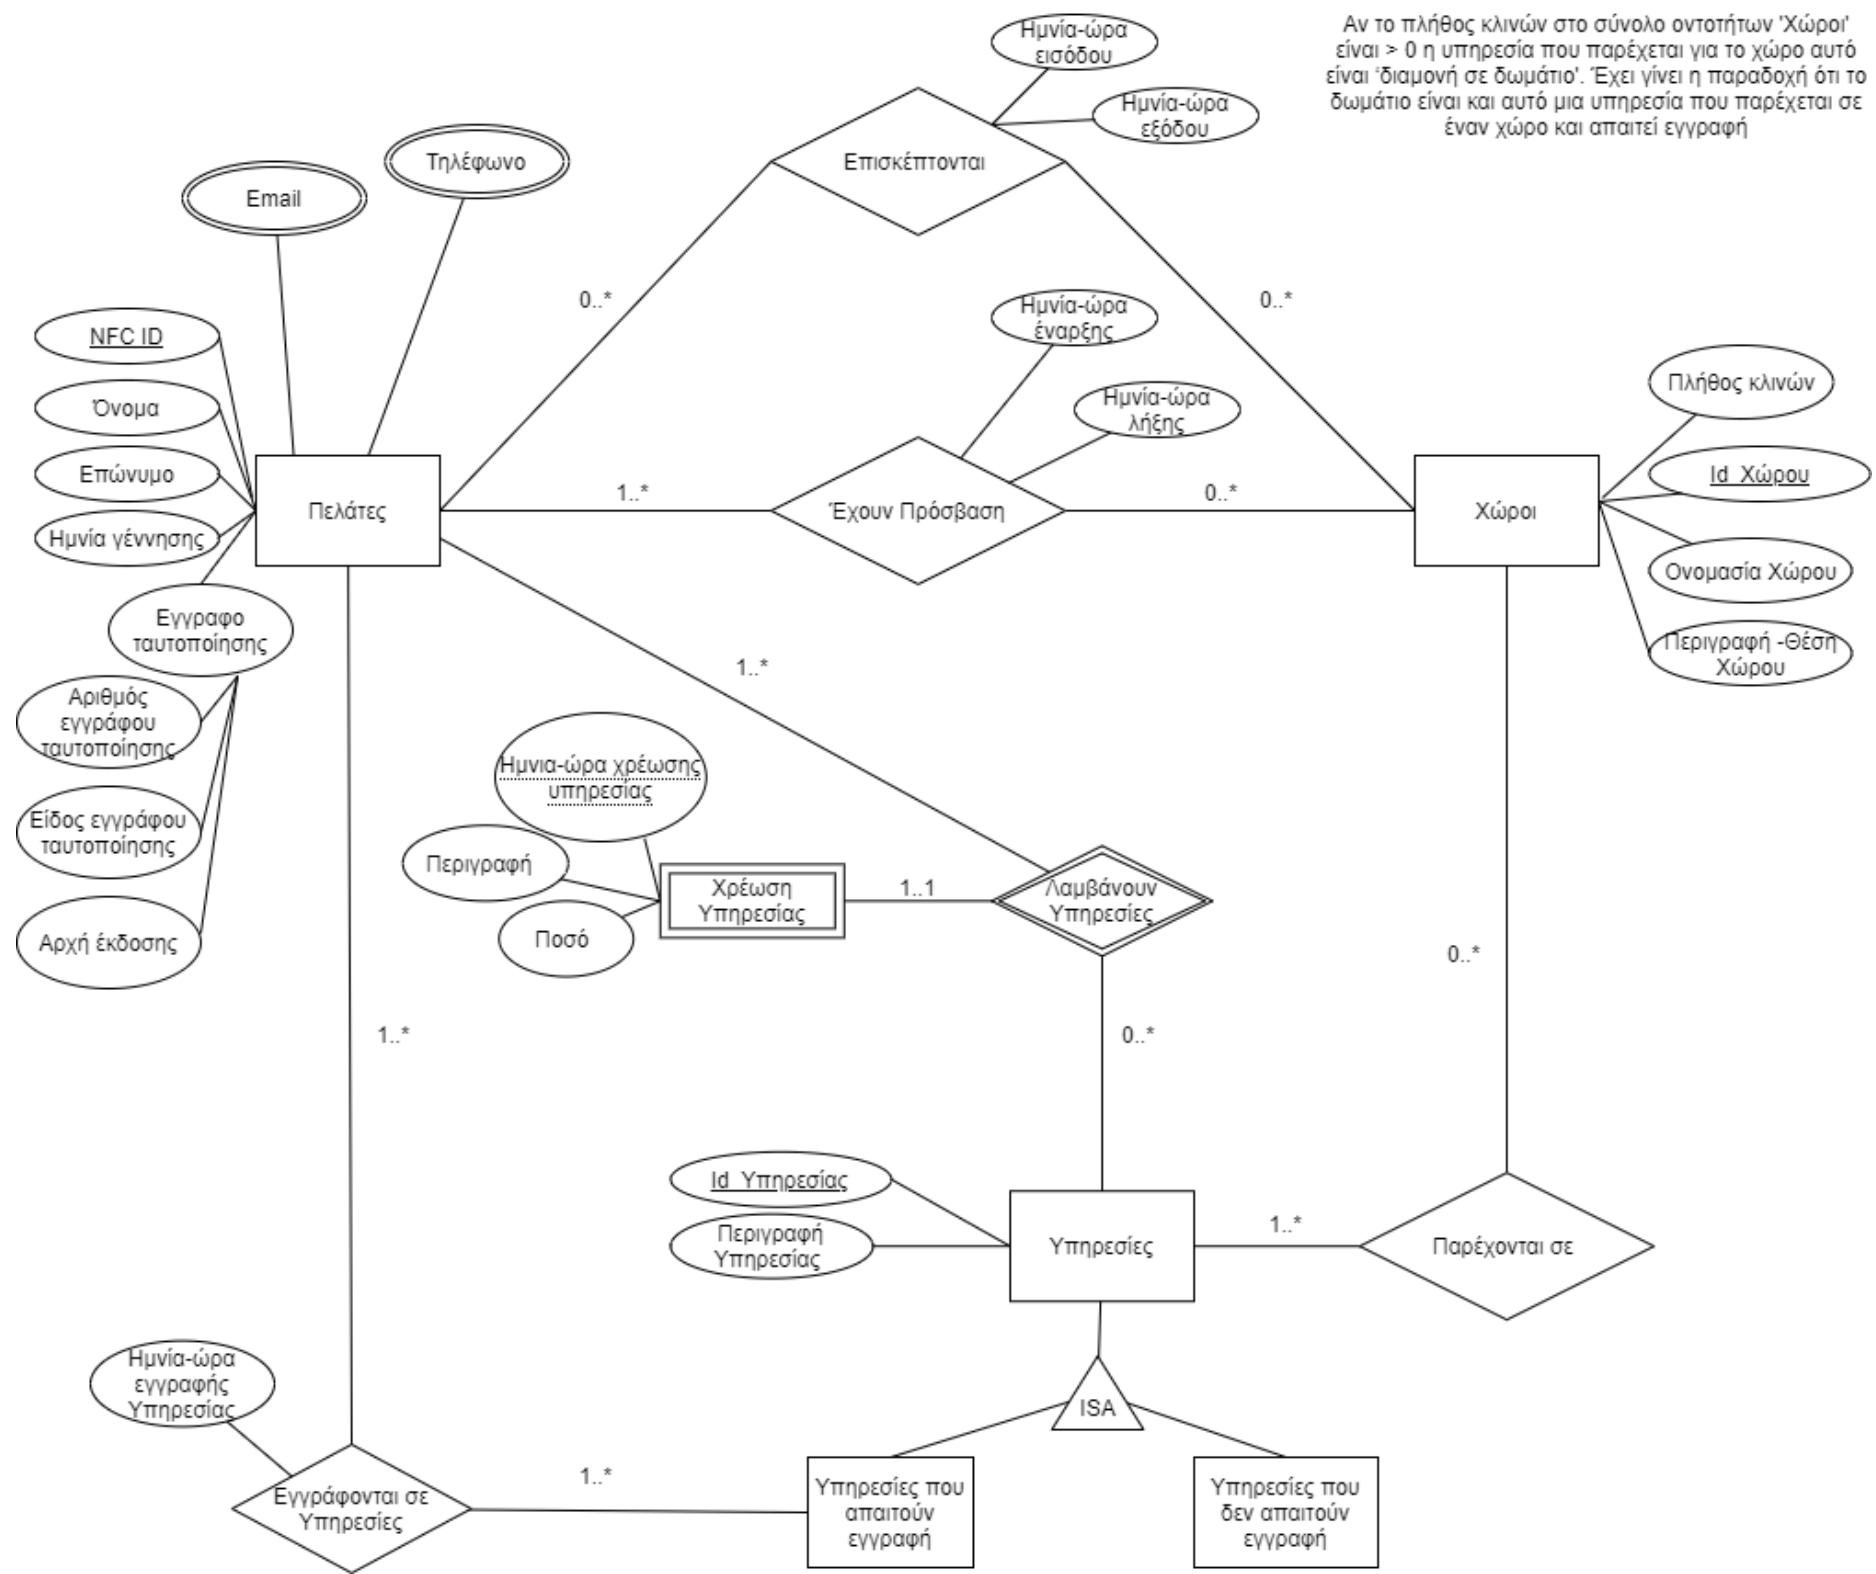 Ημνία-ώρα
εισόδου
Ημνία-ώρα
εξόδου
Αν το πλήθος κλινών στο σύνολο οντοτήτων 'Χώροι'
είναι > 0 η υπηρεσία που παρέχεται για το χώρο αυτό
είναι ‘διαμονή σε δωμάτιο'. Έχει γίνει η παραδοχή ότι το
δωμάτιο είναι και αυτό μια υπηρεσία που παρέχεται σε
έναν χώρο και απαιτεί εγγραφή
Επισκέπτονται
Τηλέφωνο
Email
0..*
0..*
Ημνία-ώρα
έναρξης
Ημνία-ώρα
λήξης
NFC ID
Όνομα
Επώνυμο
Ημνία γέννησης
Πελάτες
1..*
Έχουν Πρόσβαση
0..*
Χώροι
Πλήθος κλινών
Id_Χώρου
Ονομασία Χώρου
Περιγραφή -Θέση
Χώρου
Εγγραφο
ταυτοποίησης
Αριθμός
εγγράφου
ταυτοποίησης
Είδος εγγράφου
ταυτοποίησης
Αρχή έκδοσης
1..*
Ημνια-ώρα χρέωσης
υπηρεσίας
Περιγραφή
Ποσό
Χρέωση
Υπηρεσίας
1..1
Λαμβάνουν
Υπηρεσίες
0..*
1..*
0..*
Id_Υπηρεσίας
Περιγραφή
Υπηρεσίας
Υπηρεσίες
1..*
Παρέχονται σε
Ημνία-ώρα
εγγραφής
Υπηρεσίας
ISA
Εγγράφονται σε
Υπηρεσίες
1..*
Υπηρεσίες που
απαιτούν
εγγραφή
Υπηρεσίες που
δεν απαιτούν
εγγραφή